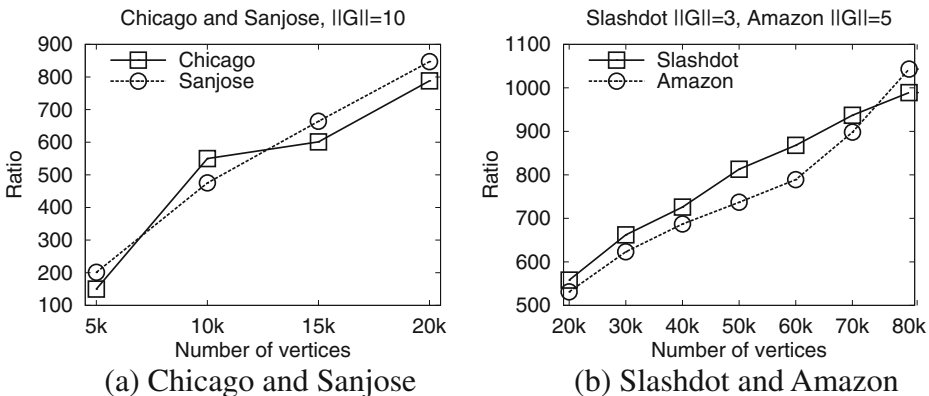 Chicago and Sanjose, ||G||=10
900
800
700
600
500
400
300
200
100
Ratio
Chicago
Sanjose
5k 10k 15k 20k
Number of vertices
(a) Chicago and Sanjose
Slashdot ||G||=3, Amazon ||G||=5
1100
1000
900
800
700
600
500
Ratio
Slashdot
Amazon
20k 30k 40k 50k 60k 70k 80k
Number of vertices
(b) Slashdot and Amazon